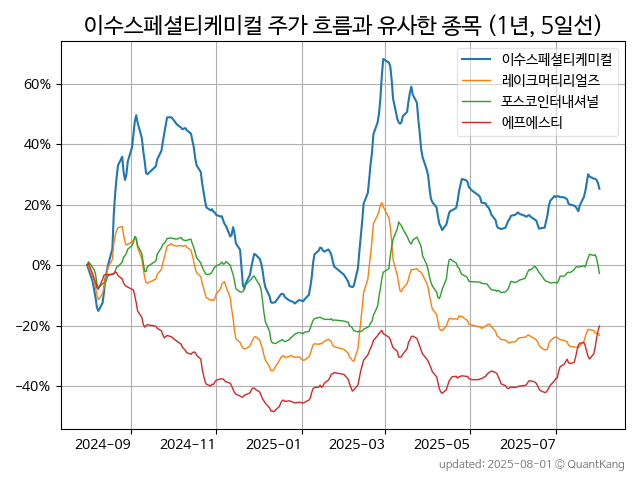 이수스페셜티케미컬 주가 흐름과 유사한 종목 (1년, 5일선)
이수스페셜티케미컬
레이크머티리얼즈
포스코인터내셔널
에프에스티
60%
40%
20%
0%
−20%
−40%
2024-09
2024-11
2025-01
2025-03
2025-05
2025-07
updated: 2025-08-01 © QuantKang